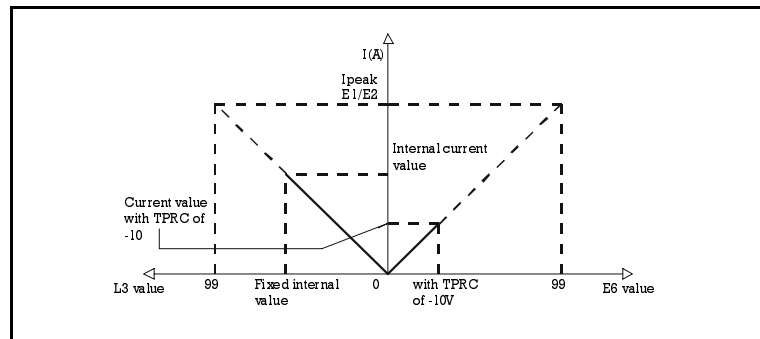 I(A)
Ipeak
E1/E2
Internal current
value
Current value
with TPRC of
-10
99
Fixed internal
value
0
with TPRC
of -10V
99
L3 value
E6 value